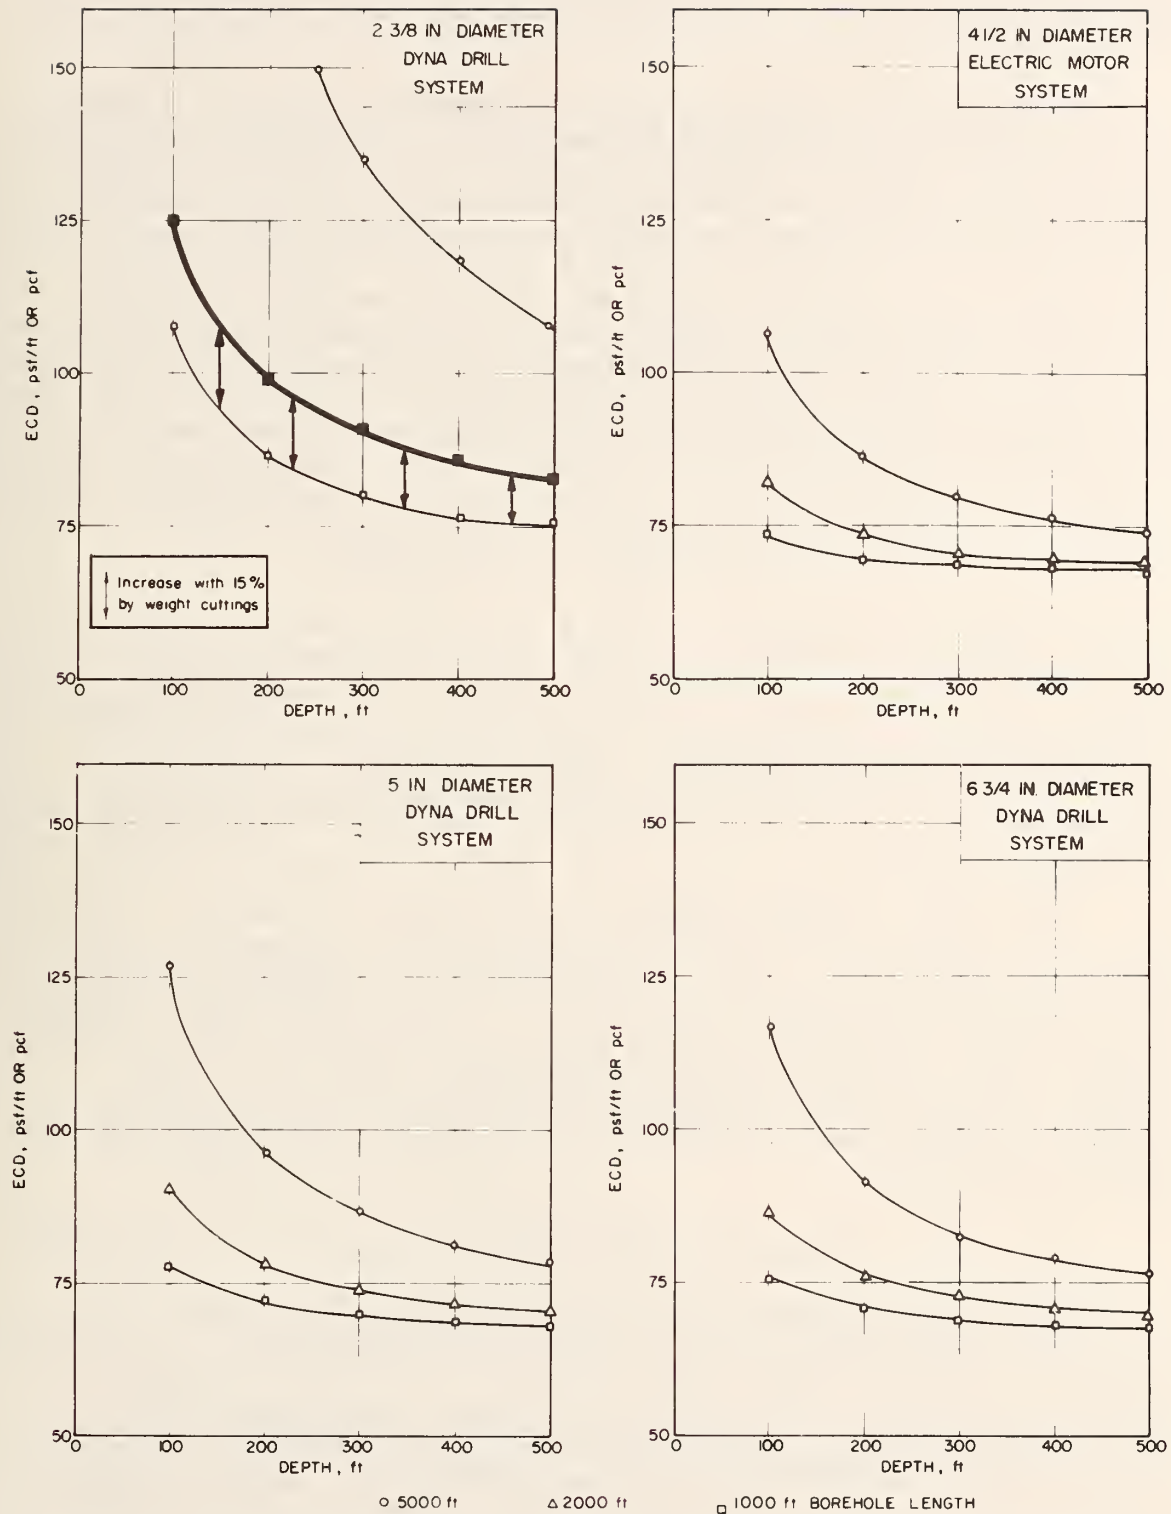 2 3/8 IN DIAMETER
DYNA DRILL
SYSTEM
150
125
100
75
50
ECD, psf/ft OR pcf
Increase with 15%
by weight cuttings
0 100 200 300 400 500
DEPTH, ft
4 1/2 IN DIAMETER
ELECTRIC MOTOR
SYSTEM
150
125
100
75
50
ECD, psf/ft OR pcf
0 100 200 300 400 500
DEPTH, ft
5 IN DIAMETER
DYNA DRILL
SYSTEM
150
125
100
75
50
ECD, psf/ft OR pcf
0 100 200 300 400 500
DEPTH, ft
6 3/4 IN. DIAMETER
DYNA DRILL
SYSTEM
150
125
100
75
50
ECD, psf/ft OR pcf
0 100 200 300 400 500
DEPTH, ft
5000 ft 2000 ft 1000 ft BOREHOLE LENGTH